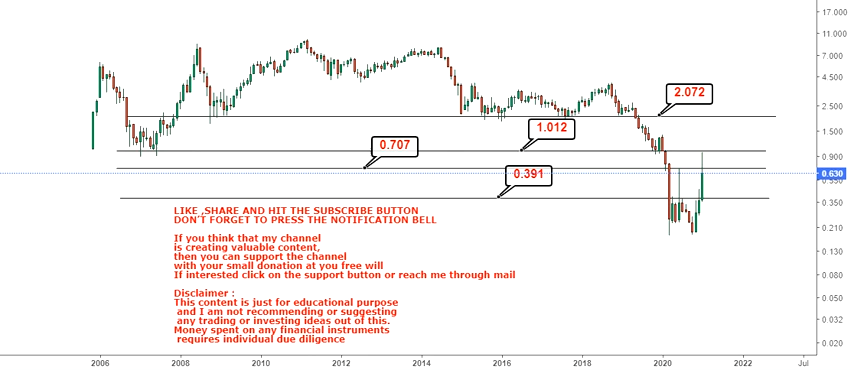 17.000
11.000
7.000
4.500
2.500
1.500
0.900
0.630
0.350
0.210
0.130
0.080
0.050
0.032
0.020
2.072
1.012
0.707
0.391
LIKE ,SHARE AND HIT THE SUBSCRIBE BUTTON
DON'T FORGET TO PRESS THE NOTIFICATION BELL
If you think that my channel
is creating valuable content,
then you can support the channel
with your small donation at you free will
If interested click on the support button or reach me through mail
Disclaimer :
This content is just for educational purpose
and I am not recommending or suggesting
any trading or investing ideas out of this.
Money spent on any financial instruments
requires individual due diligence
2006 2008 2010 2012 2014 2016 2018 2020 2022 Jul